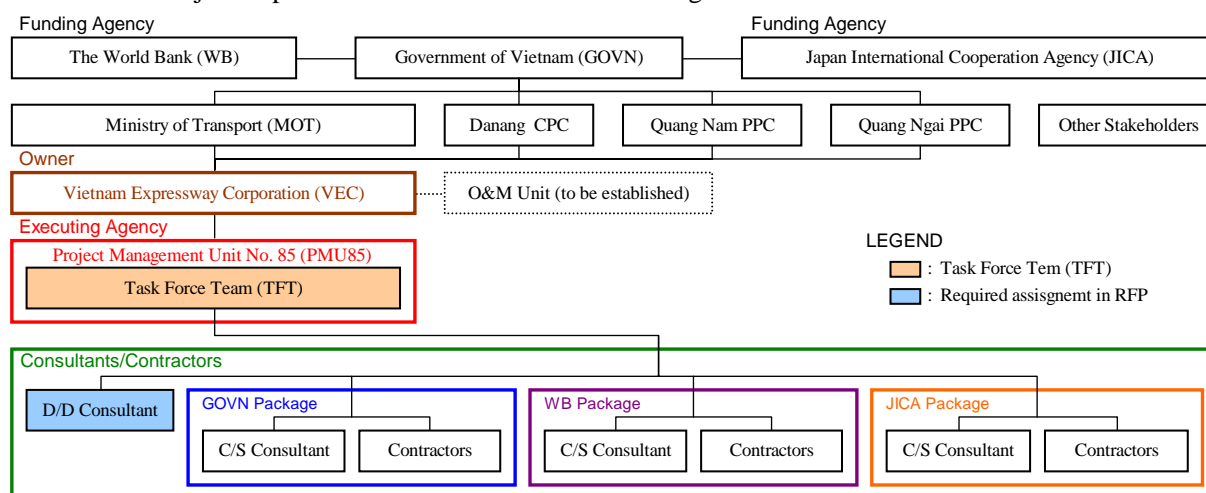 Funding Agency
Funding Agency
The World Bank (WB)
Government of Vietnam (GOVN)
Japan International Cooperation Agency (JICA)
Ministry of Transport (MOT)
Danang CPC
Quang Nam PPC
Quang Ngai PPC
Other Stakeholders
Owner
Vietnam Expressway Corporation (VEC)
O&M Unit (to be established)
Executing Agency
Project Management Unit No. 85 (PMU85)
Task Force Team (TFT)
LEGEND
: Task Force Tem (TFT)
: Required assisgnemt in RFP
Consultants/Contractors
D/D Consultant
GOVN Package
C/S Consultant
Contractors
WB Package
C/S Consultant
Contractors
JICA Package
C/S Consultant
Contractors